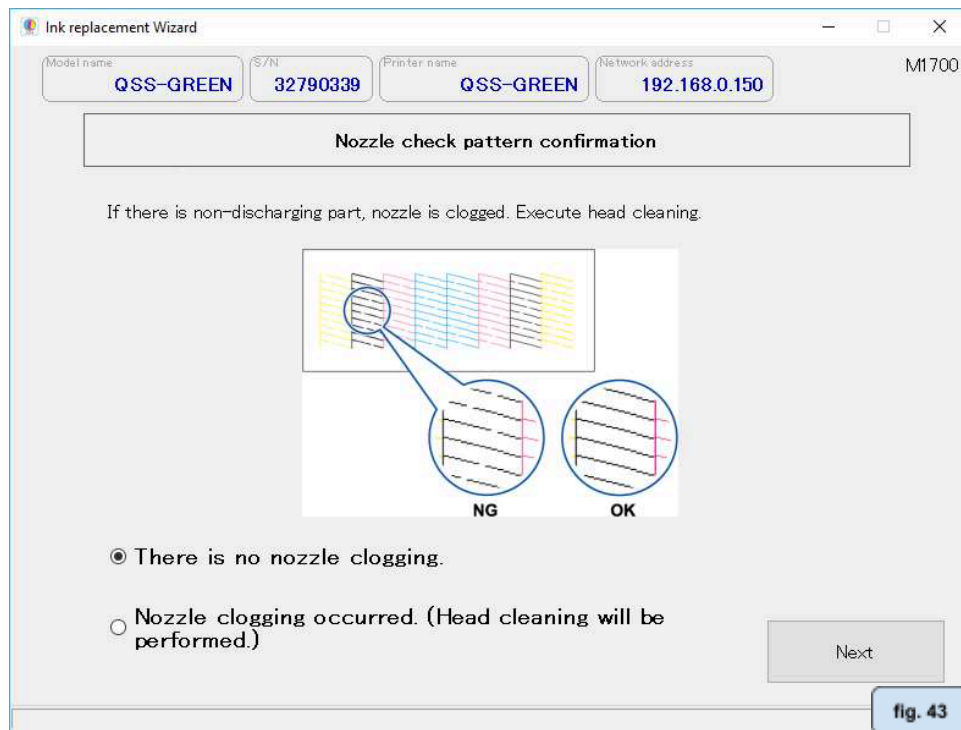 Ink replacement Wizard
Model name
QSS-GREEN
S/N
32790339
Printer name
QSS-GREEN
Network address
192.168.0.150
M1700
Nozzle check pattern confirmation
If there is non-discharging part, nozzle is clogged. Execute head cleaning.
NG
OK
There is no nozzle clogging.
Nozzle clogging occurred. (Head cleaning will be
performed.)
Next
fig. 43